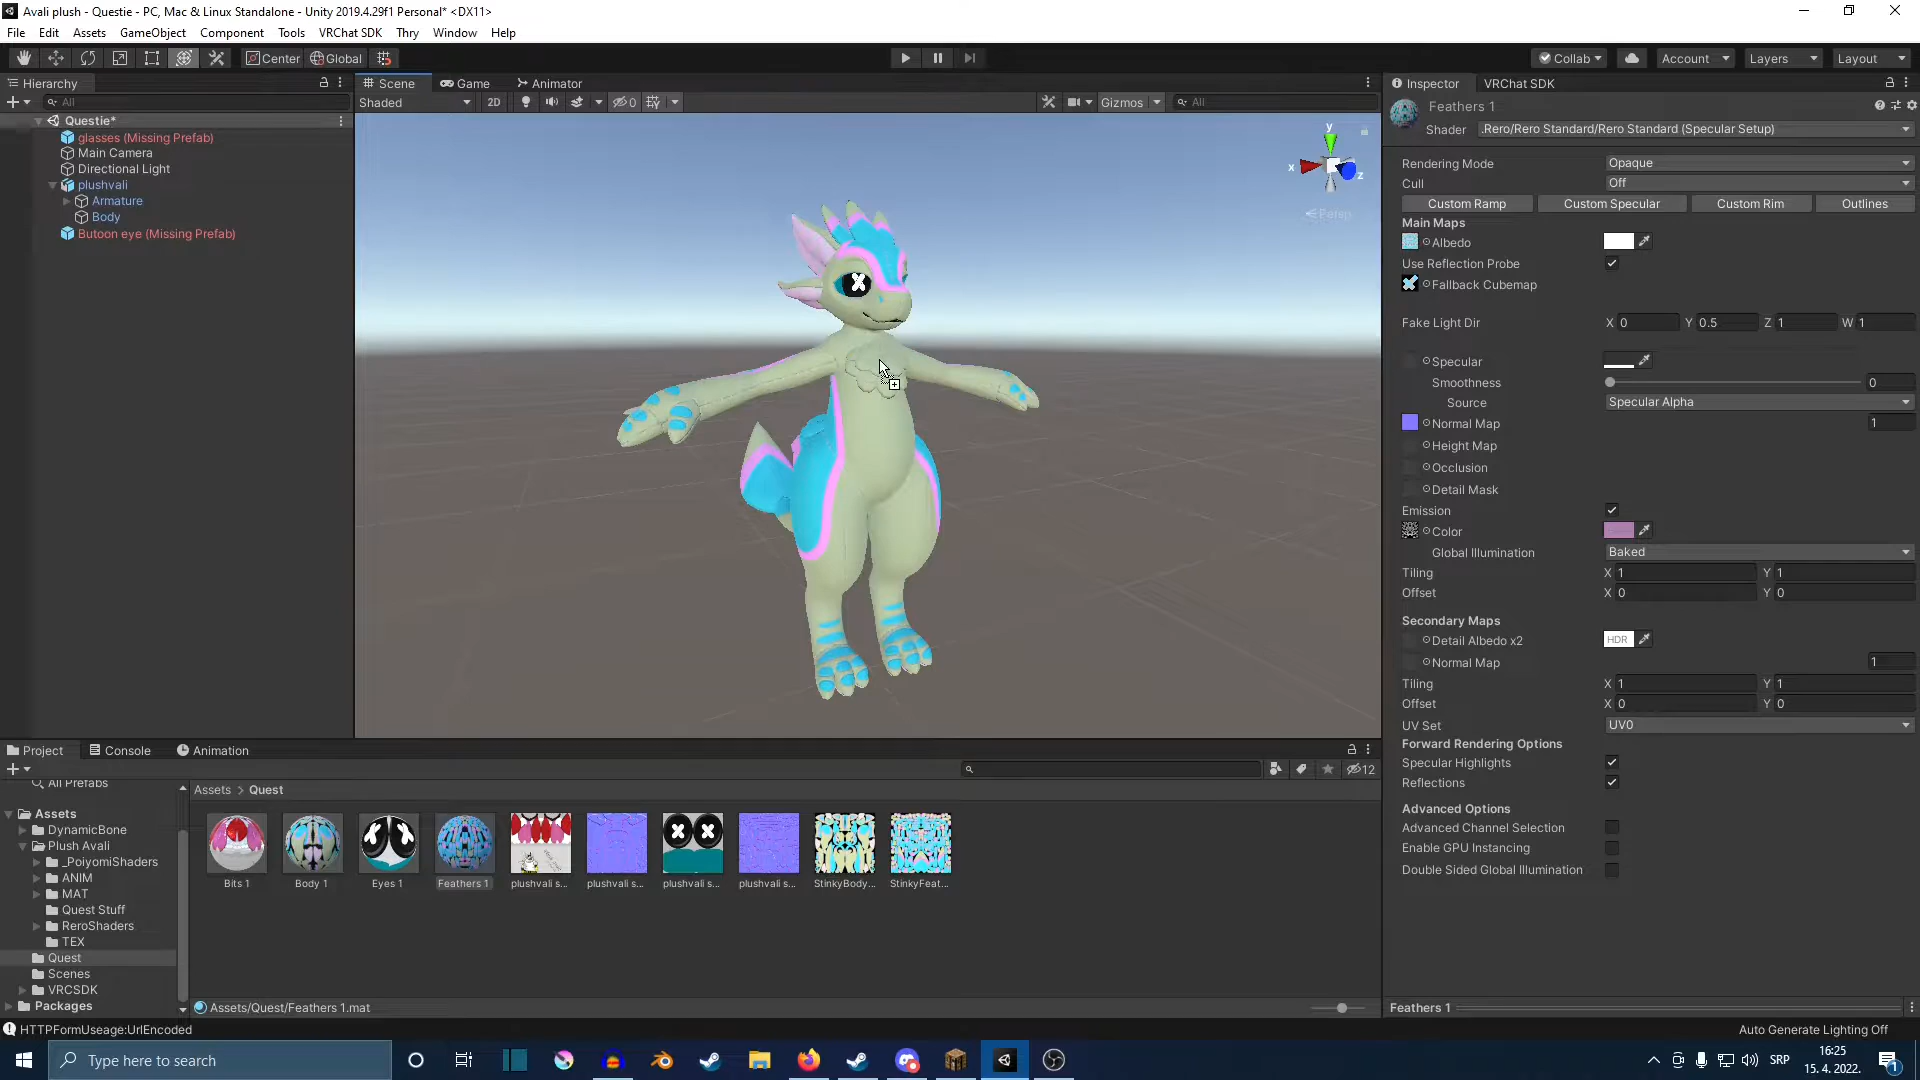 Avali plush - Questie - PC, Mac & Linux Standalone - Unity 2019.4.29f1 Personal* <DX11>
File Edit Assets GameObject Component Tools VRChat SDK Thry Window Help
Center Global Collab Account Layers Layout
Hierarchy
All
Questie*
glasses (Missing Prefab)
Main Camera
Directional Light
plushvali
Armature
Body
Butoon eye (Missing Prefab)
Scene Game Animator
Shaded 2D 0 Gizmos All
y
x
z
Persp
Inspector VRChat SDK
Feathers 1
Shader .Rero/Rero Standard/Rero Standard (Specular Setup)
Rendering Mode Opaque
Cull Off
Custom Ramp Custom Specular Custom Rim Outlines
Main Maps
Albedo
Use Reflection Probe
Fallback Cubemap
Fake Light Dir X 0 Y 0.5 Z 1 W 1
Specular
Smoothness 0
Source Specular Alpha
Normal Map 1
Height Map
Occlusion
Detail Mask
Emission
Color
Global Illumination Baked
Tiling X 1 Y 1
Offset X 0 Y 0
Secondary Maps
Detail Albedo x2 HDR
Normal Map 1
Tiling X 1 Y 1
Offset X 0 Y 0
UV Set UV0
Forward Rendering Options
Specular Highlights
Reflections
Advanced Options
Advanced Channel Selection
Enable GPU Instancing
Double Sided Global Illumination
Feathers 1
Project Console Animation
12
All Prefabs
Assets
DynamicBone
Plush Avali
_PoiyomiShaders
ANIM
MAT
Quest Stuff
ReroShaders
TEX
Quest
Scenes
VRCSDK
Packages
Assets > Quest
Bits 1 Body 1 Eyes 1 Feathers 1 plushvali s... plushvali s... plushvali s... plushvali s... StinkyBody... StinkyFeat...
Assets/Quest/Feathers 1.mat
HTTPFormUseage:UrlEncoded
Auto Generate Lighting Off
Type here to search
SRP
16:25
15. 4. 2022.
1